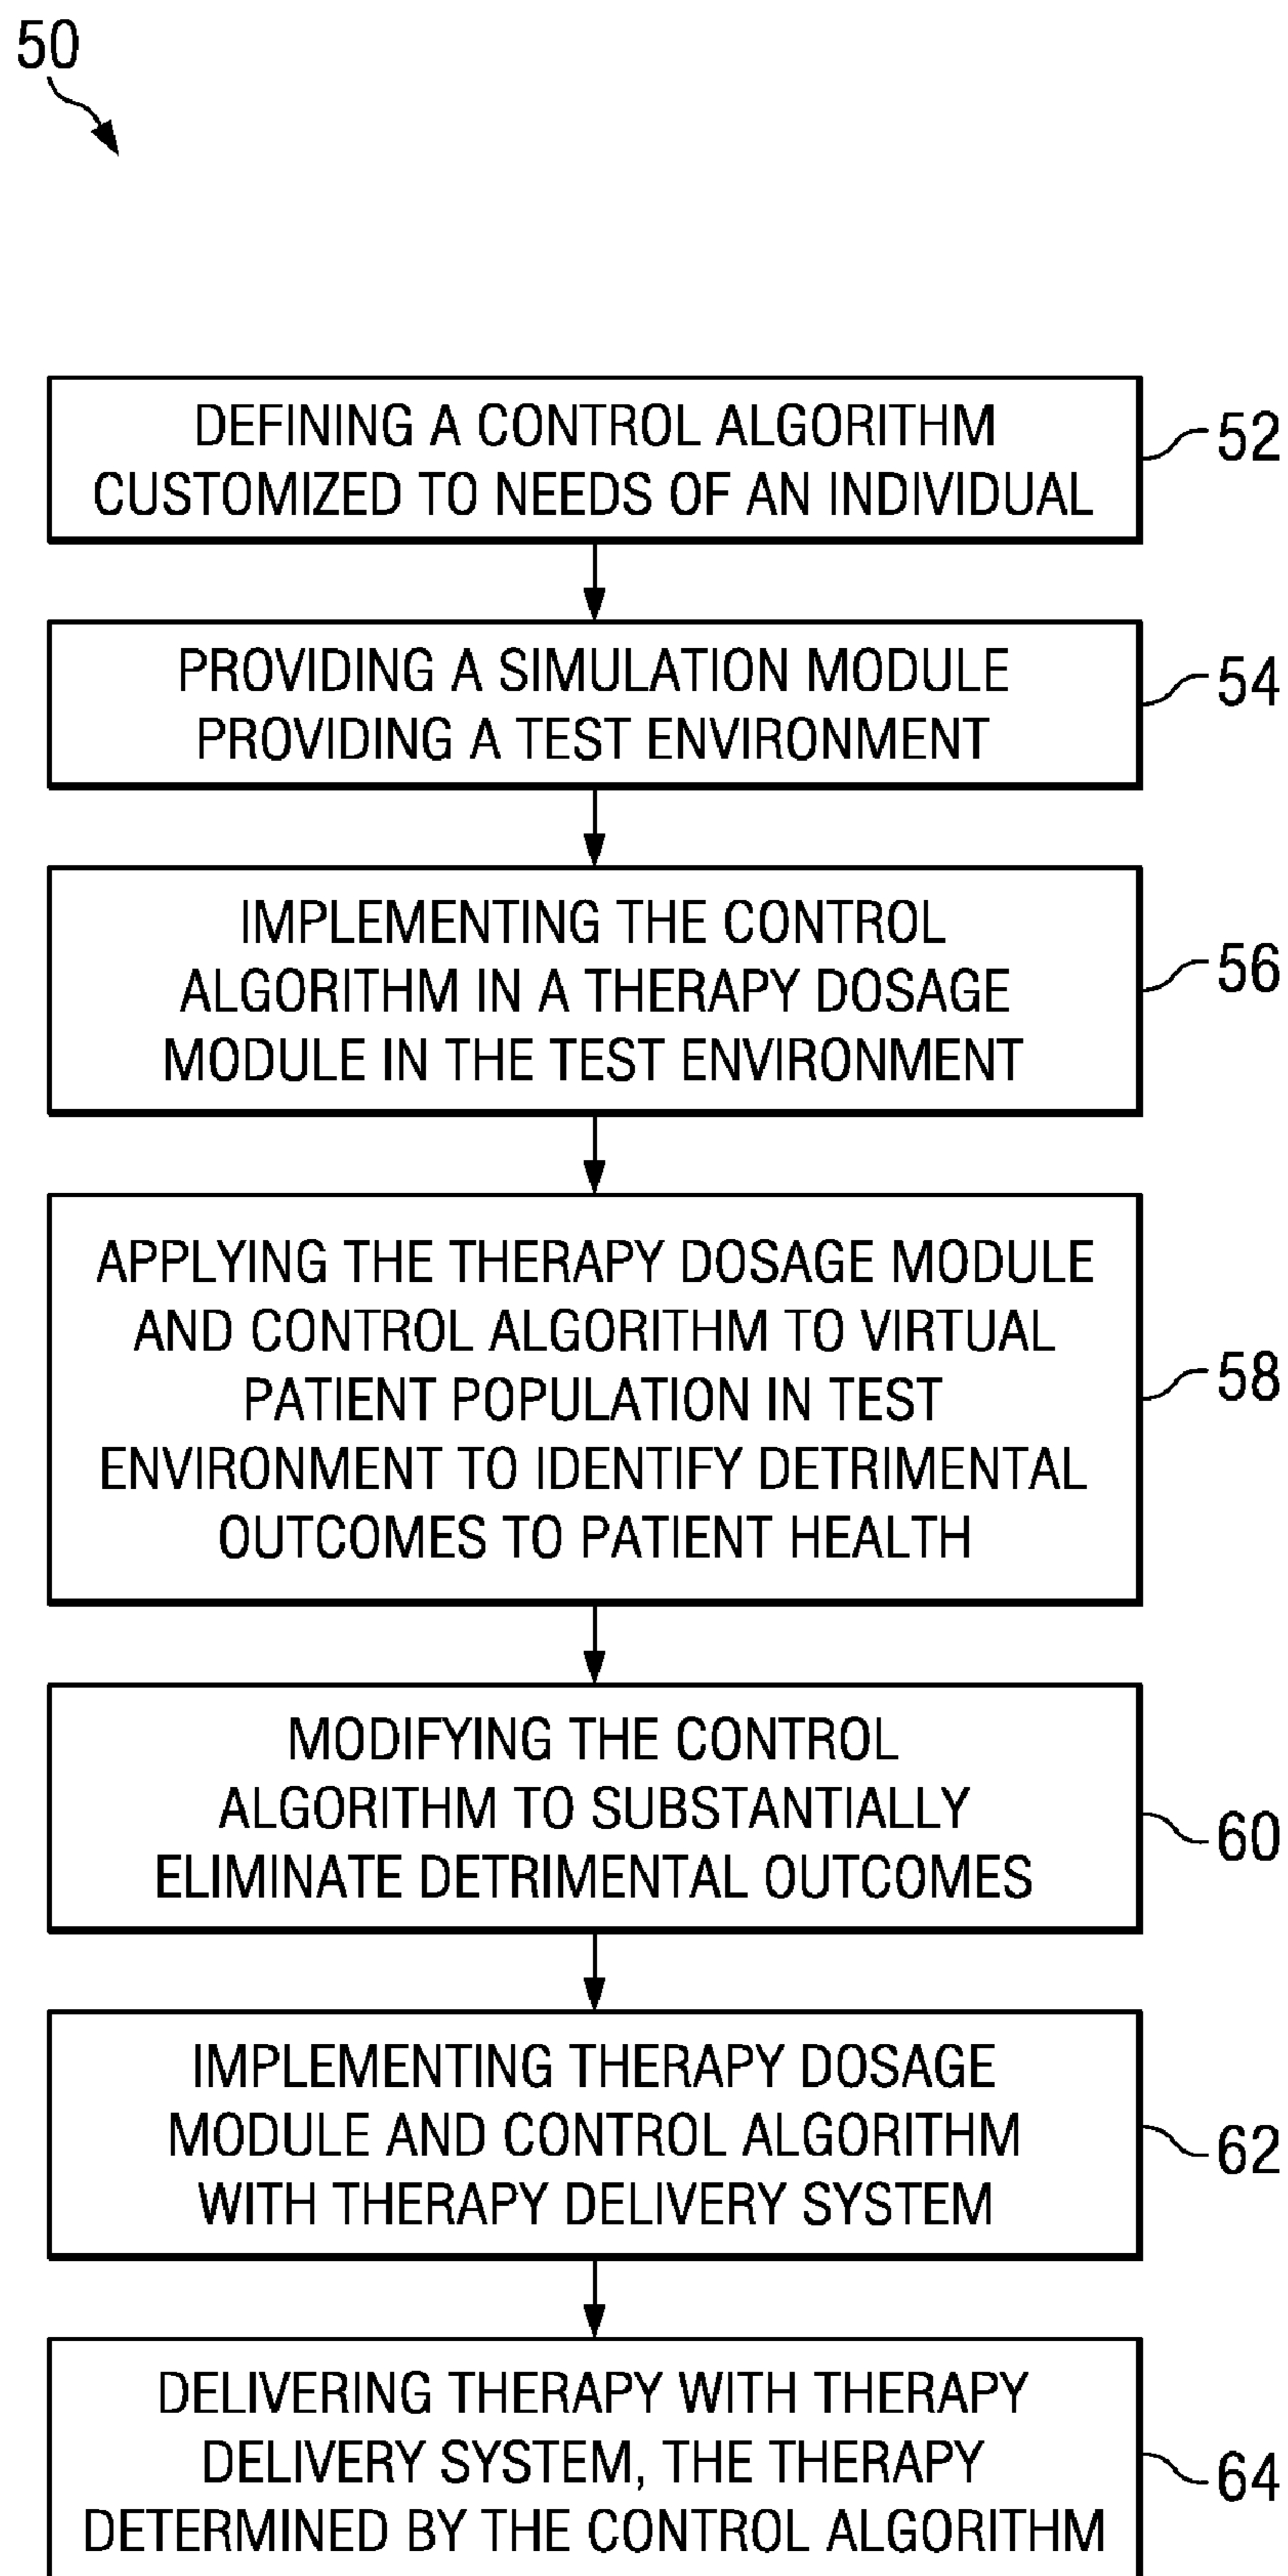 50
DEFINING A CONTROL ALGORITHM
CUSTOMIZED TO NEEDS OF AN INDIVIDUAL
52
PROVIDING A SIMULATION MODULE
PROVIDING A TEST ENVIRONMENT
54
IMPLEMENTING THE CONTROL
ALGORITHM IN A THERAPY DOSAGE
MODULE IN THE TEST ENVIRONMENT
56
APPLYING THE THERAPY DOSAGE MODULE
AND CONTROL ALGORITHM TO VIRTUAL
PATIENT POPULATION IN TEST
ENVIRONMENT TO IDENTIFY DETRIMENTAL
OUTCOMES TO PATIENT HEALTH
58
MODIFYING THE CONTROL
ALGORITHM TO SUBSTANTIALLY
ELIMINATE DETRIMENTAL OUTCOMES
60
IMPLEMENTING THERAPY DOSAGE
MODULE AND CONTROL ALGORITHM
WITH THERAPY DELIVERY SYSTEM
62
DELIVERING THERAPY WITH THERAPY
DELIVERY SYSTEM, THE THERAPY
DETERMINED BY THE CONTROL ALGORITHM
64